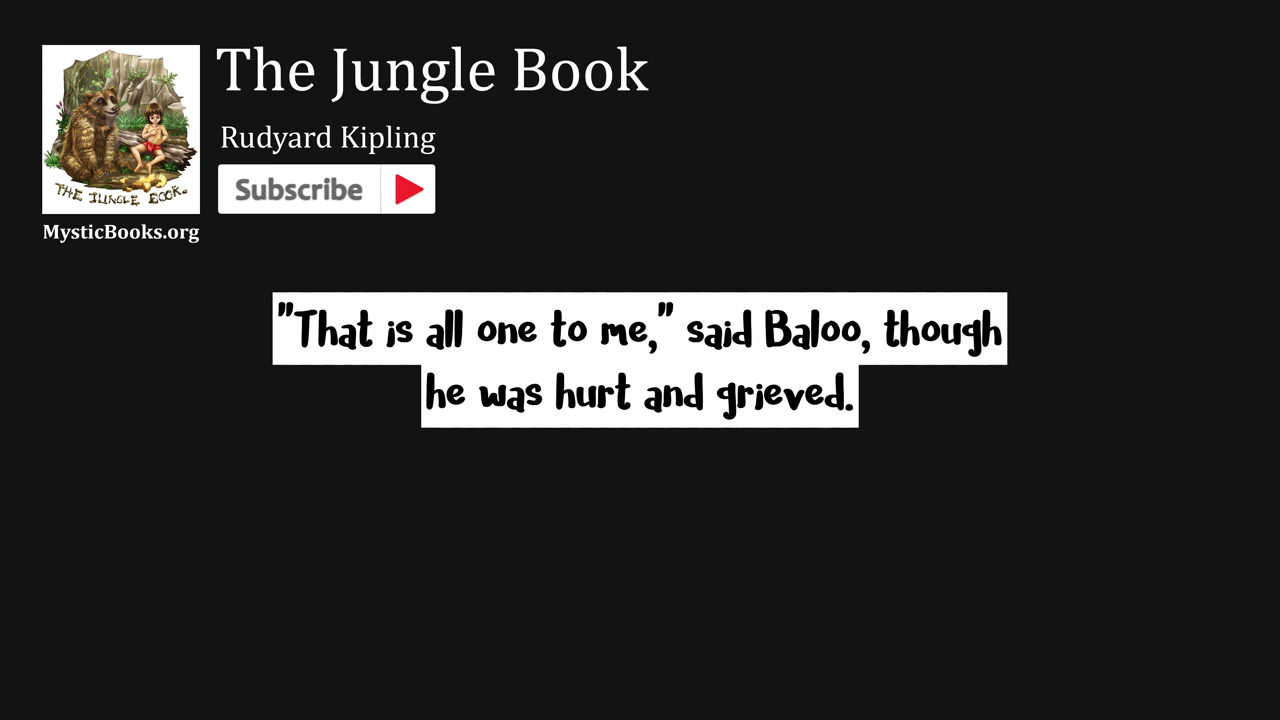 The Jungle Book
Rudyard Kipling
Subscribe
THE JUNGLE BOOK.
MysticBooks.org
"That is all one to me," said Baloo, though
he was hurt and grieved.